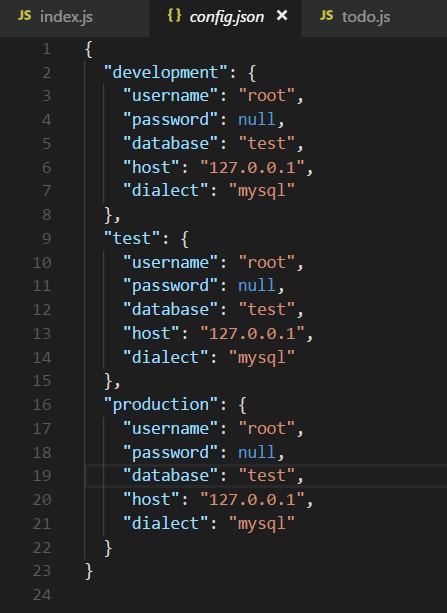 JS index.js {} config.json × JS todo.js
1 {
2   "development": {
3     "username": "root",
4     "password": null,
5     "database": "test",
6     "host": "127.0.0.1",
7     "dialect": "mysql"
8   },
9   "test": {
10     "username": "root",
11     "password": null,
12     "database": "test",
13     "host": "127.0.0.1",
14     "dialect": "mysql"
15   },
16   "production": {
17     "username": "root",
18     "password": null,
19     "database": "test",
20     "host": "127.0.0.1",
21     "dialect": "mysql"
22   }
23 }
24